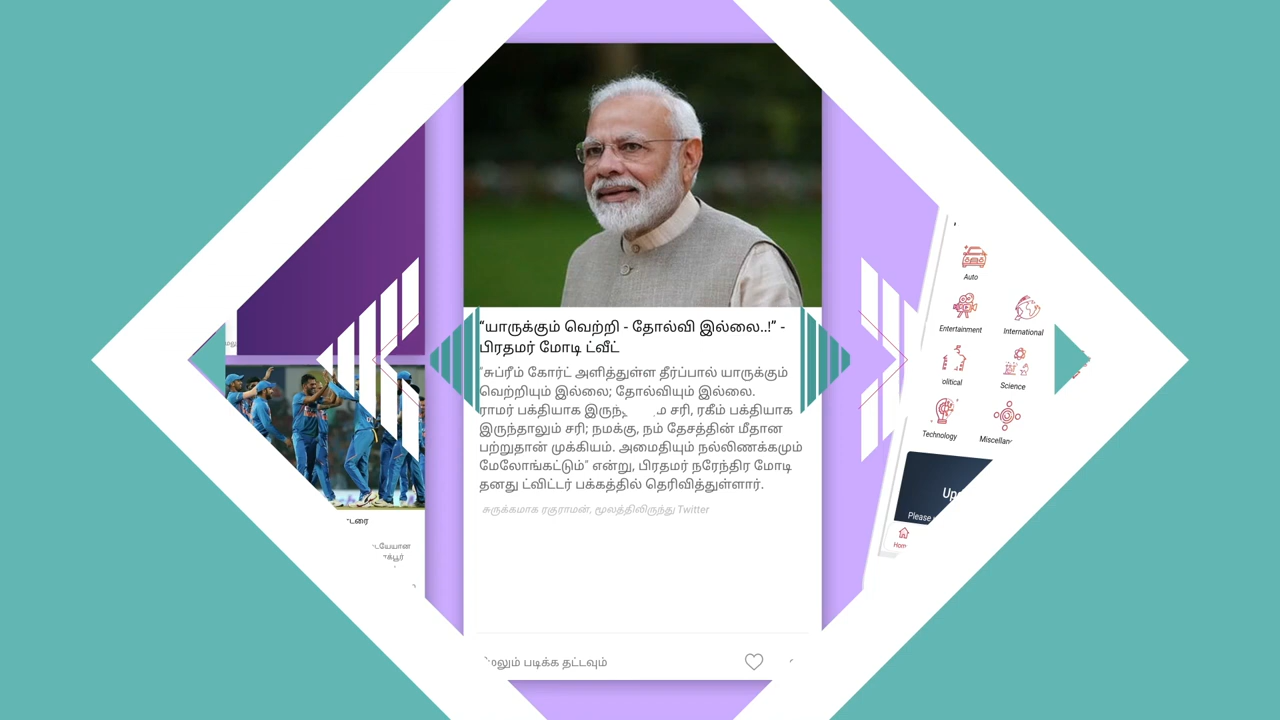 “யாருக்கும் வெற்றி - தோல்வி இல்லை..!” -
பிரதமர் மோடி ட்வீட்
"சுப்ரீம் கோர்ட் அளித்துள்ள தீர்ப்பால் யாருக்கும்
வெற்றியும் இல்லை; தோல்வியும் இல்லை.
ராமர் பக்தியாக சரி, ரகீம் பக்தியாக
இருந்தாலும் சரி; நமக்கு, நம் தேசத்தின் மீதான
பற்றுதான் முக்கியம். அமைதியும் நல்லிணக்கமும்
மேலோங்கட்டும்" என்று, பிரதமர் நரேந்திர மோடி
தனது ட்விட்டர் பக்கத்தில் தெரிவித்துள்ளார்.
சுருக்கமாக ரகுராமன், மூலத்திலிருந்து Twitter
படிக்க தட்டவும்
Auto
Entertainment
International
Science
Technology
Please